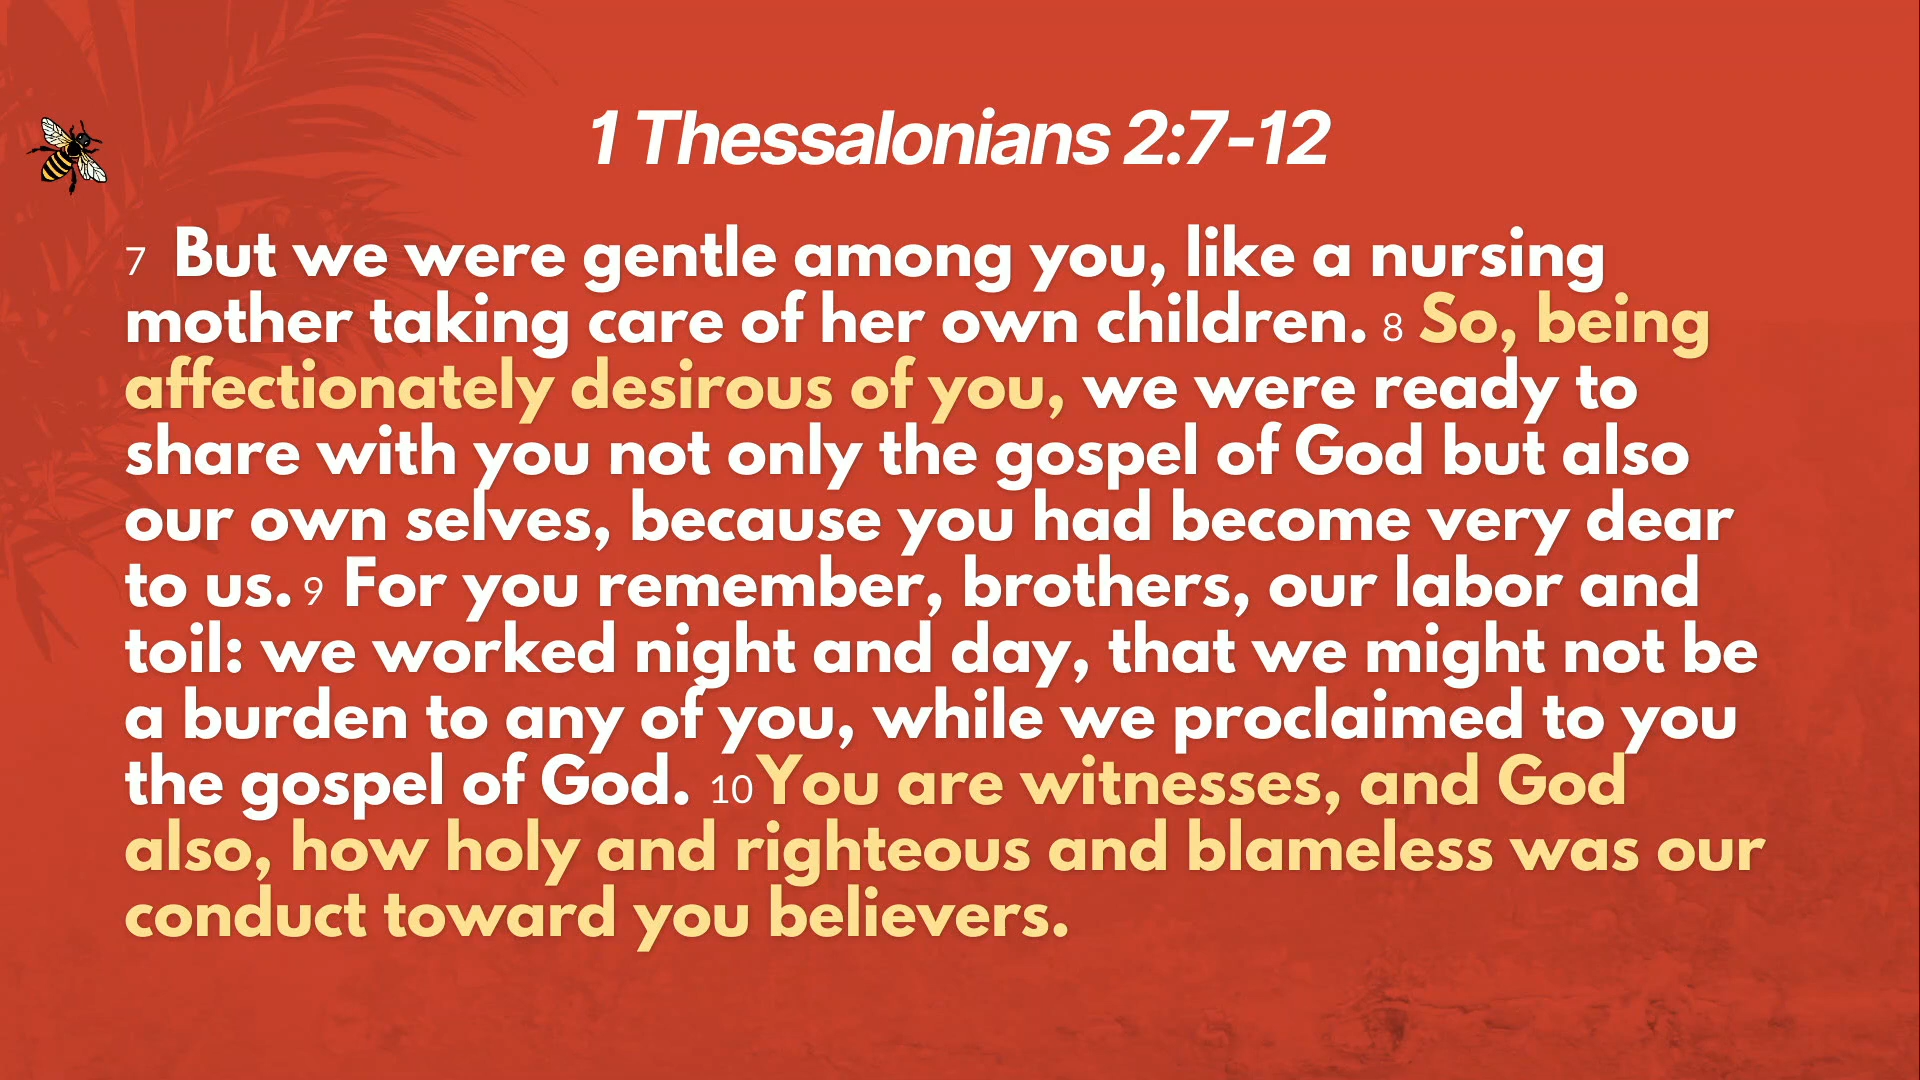 1 Thessalonians 2:7-12
7 But we were gentle among you, like a nursing
mother taking care of her own children. 8 So, being
affectionately desirous of you, we were ready to
share with you not only the gospel of God but also
our own selves, because you had become very dear
to us. 9 For you remember, brothers, our labor and
toil: we worked night and day, that we might not be
a burden to any of you, while we proclaimed to you
the gospel of God. 10 You are witnesses, and God
also, how holy and righteous and blameless was our
conduct toward you believers.